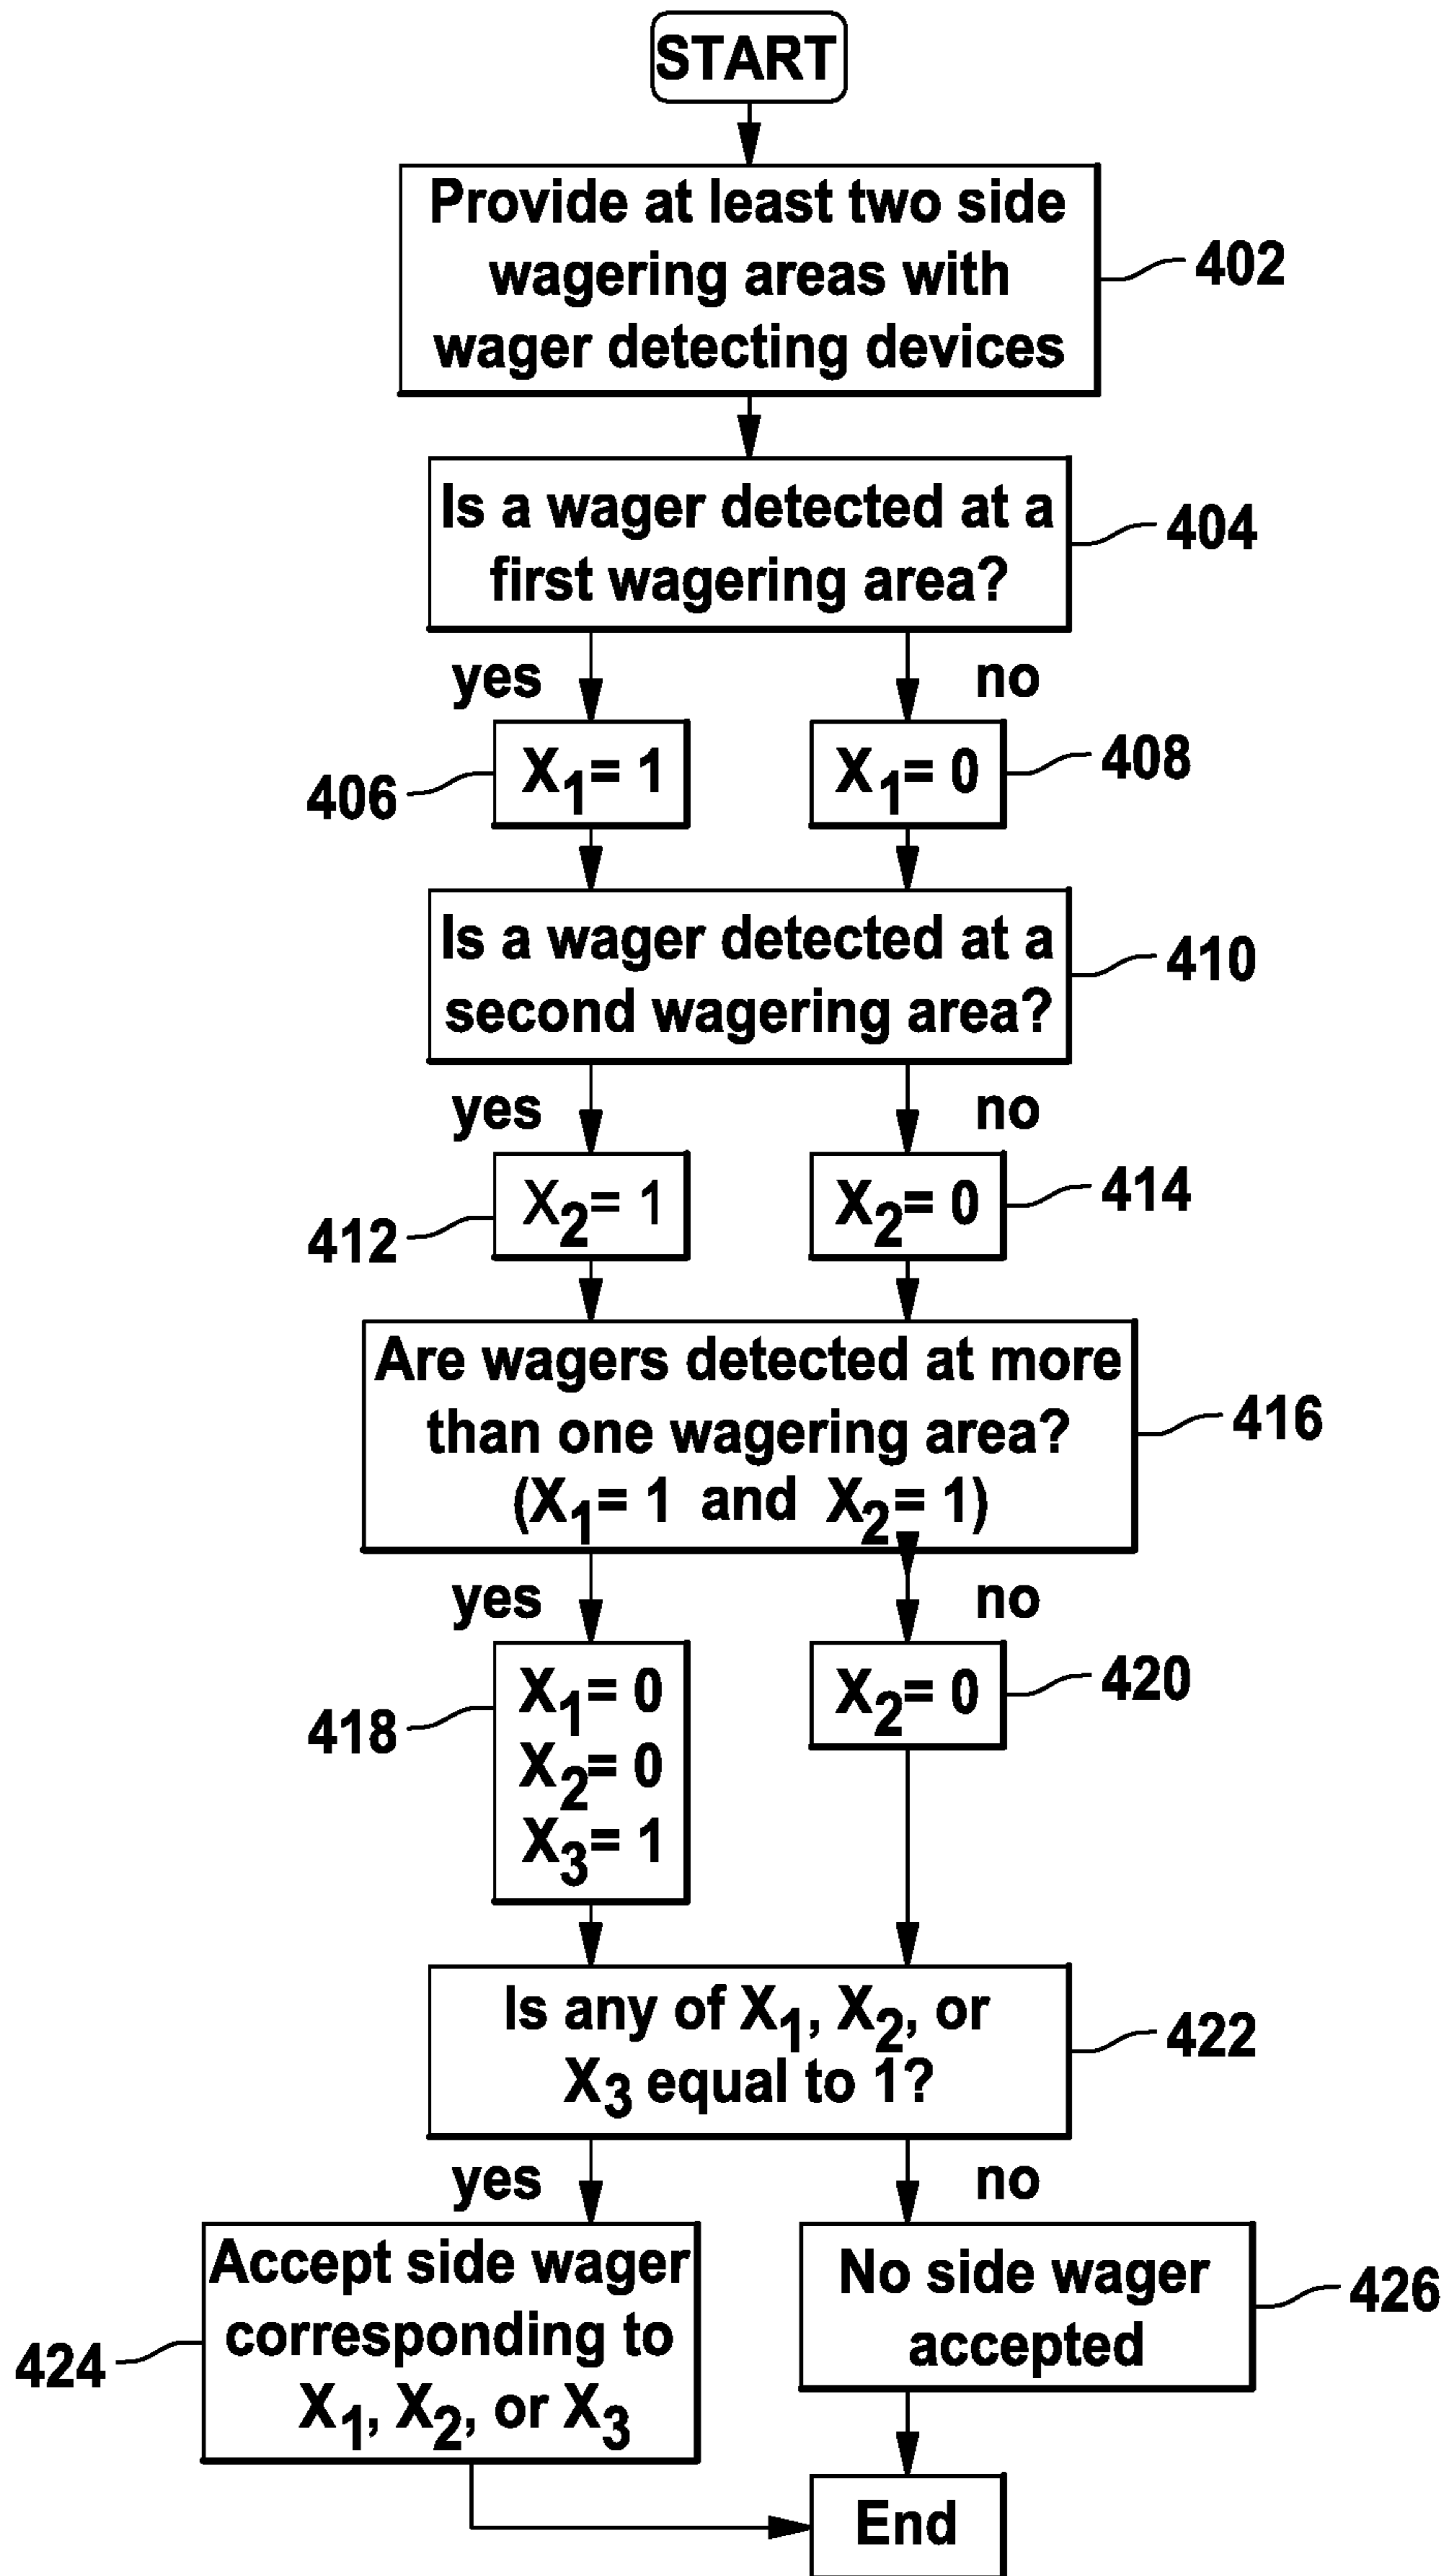 START
Provide at least two side
wagering areas with
wager detecting devices
402
Is a wager detected at a
first wagering area?
404
yes
no
X1= 1
X1= 0
406
408
Is a wager detected at a
second wagering area?
410
yes
no
X2= 1
X2= 0
412
414
Are wagers detected at more
than one wagering area?
(X1= 1 and X2= 1)
416
yes
no
X1= 0
X2= 0
X3= 1
418
X2= 0
420
Is any of X1, X2, or
X3 equal to 1?
422
yes
no
Accept side wager
corresponding to
X1, X2, or X3
424
No side wager
accepted
426
End